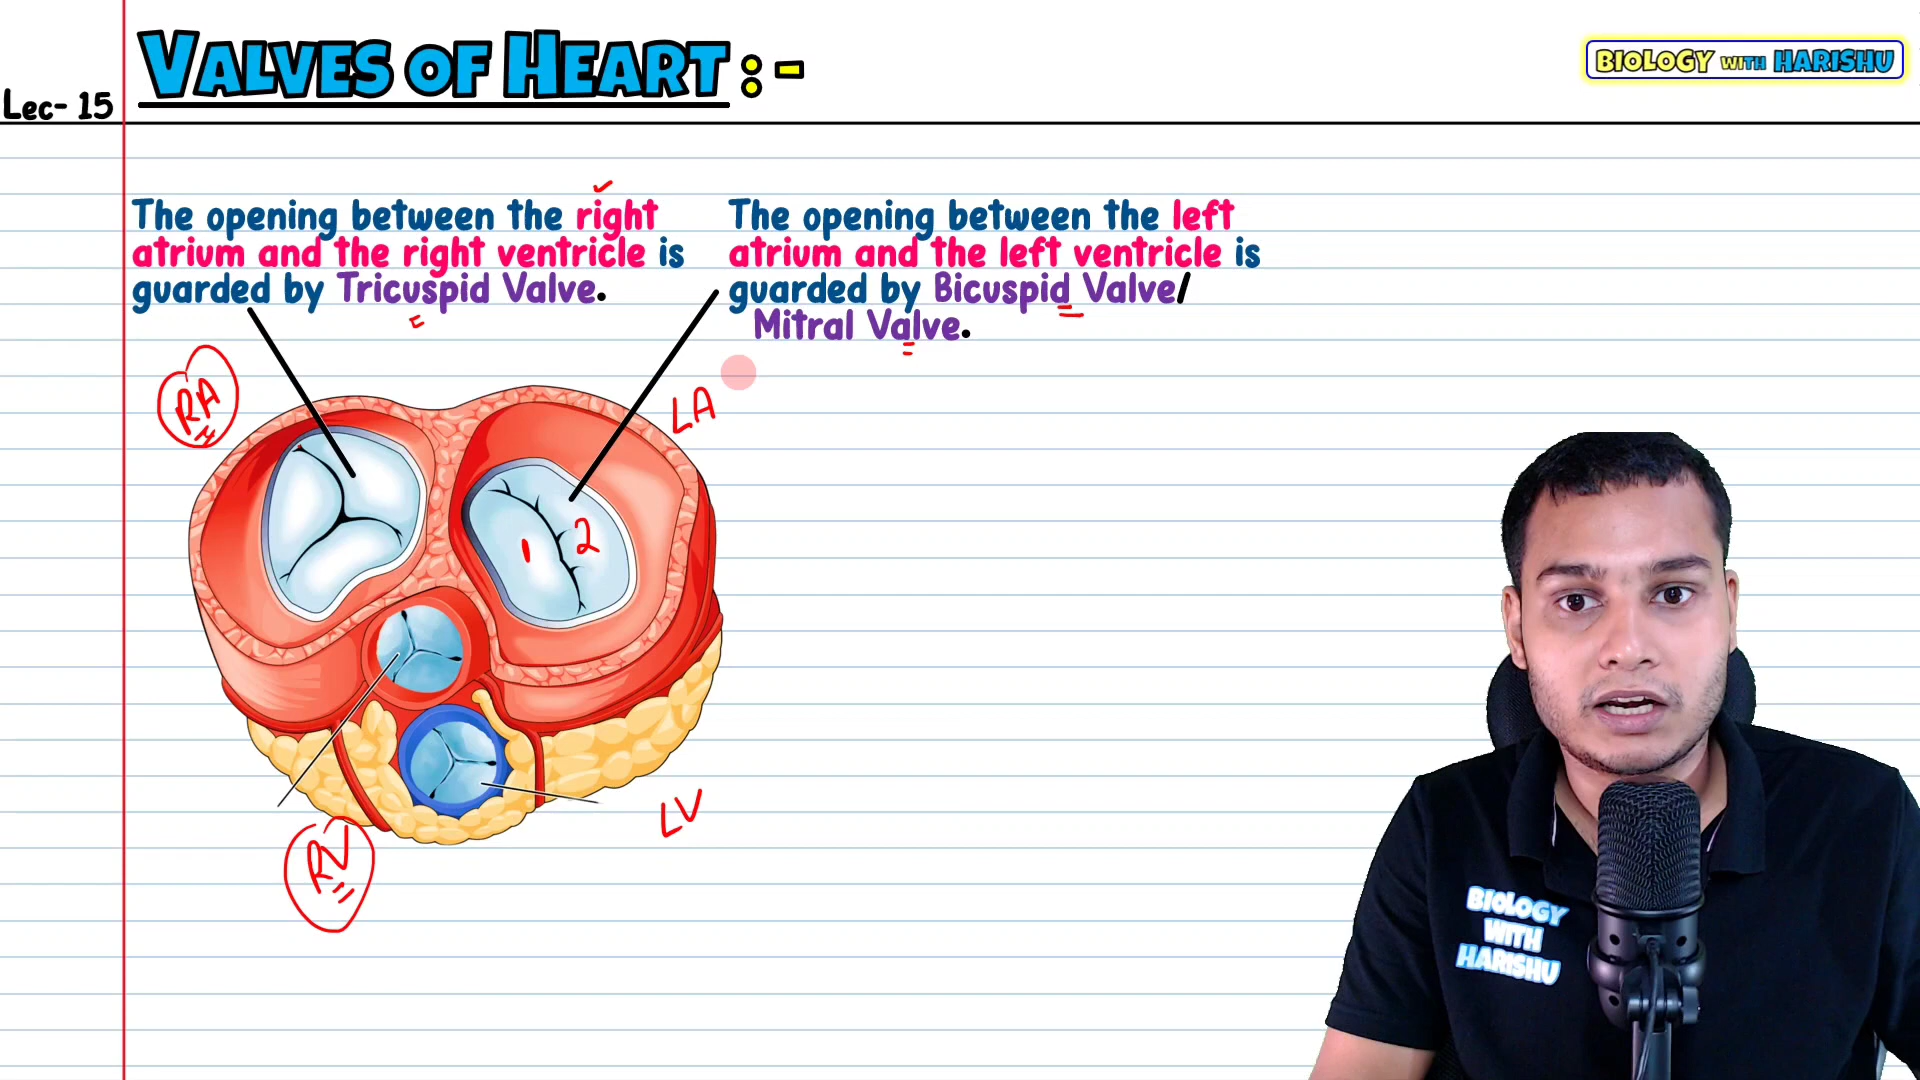 VALVES OF HEART :-
BIOLOGY WITH HARISHU
Lec- 15
The opening between the right
atrium and the right ventricle is
guarded by Tricuspid Valve.
The opening between the left
atrium and the left ventricle is
guarded by Bicuspid Valve/
Mitral Valve.
RA
LA
1 2
LV
RV
BIOLOGY
WITH
HARISHU